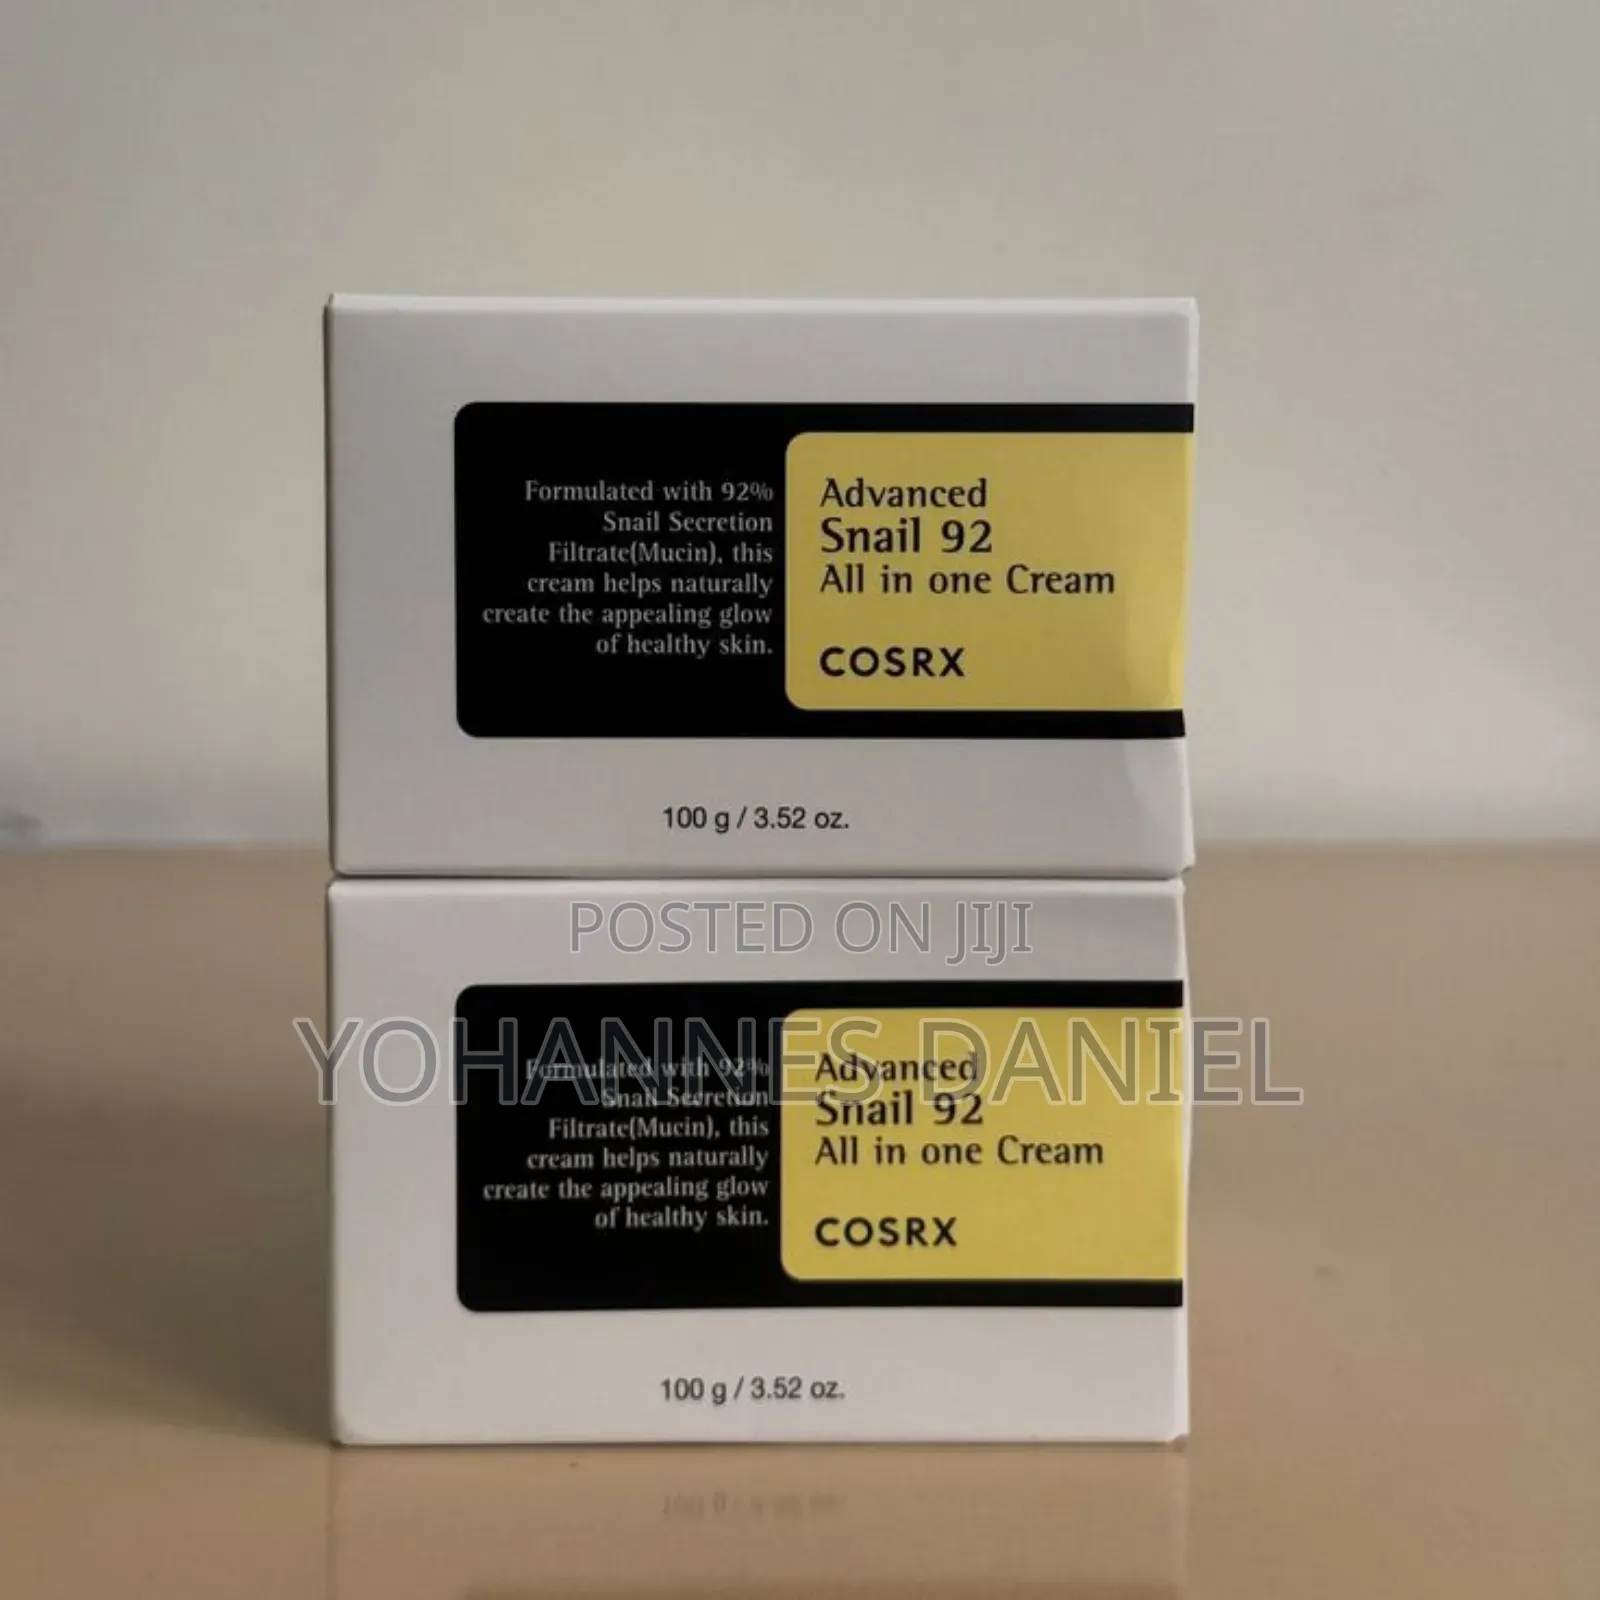 Formulated with 92%
Snail Secretion
Filtrate(Mucin), this
cream helps naturally
create the appealing glow
of healthy skin.
Advanced
Snail 92
All in one Cream
COSRX
100 g / 3.52 oz.
POSTED ON JIJI
YOHANNES DANIEL
Formulated with 92%
Snail Secretion
Filtrate(Mucin), this
cream helps naturally
create the appealing glow
of healthy skin.
Advanced
Snail 92
All in one Cream
COSRX
100 g / 3.52 oz.